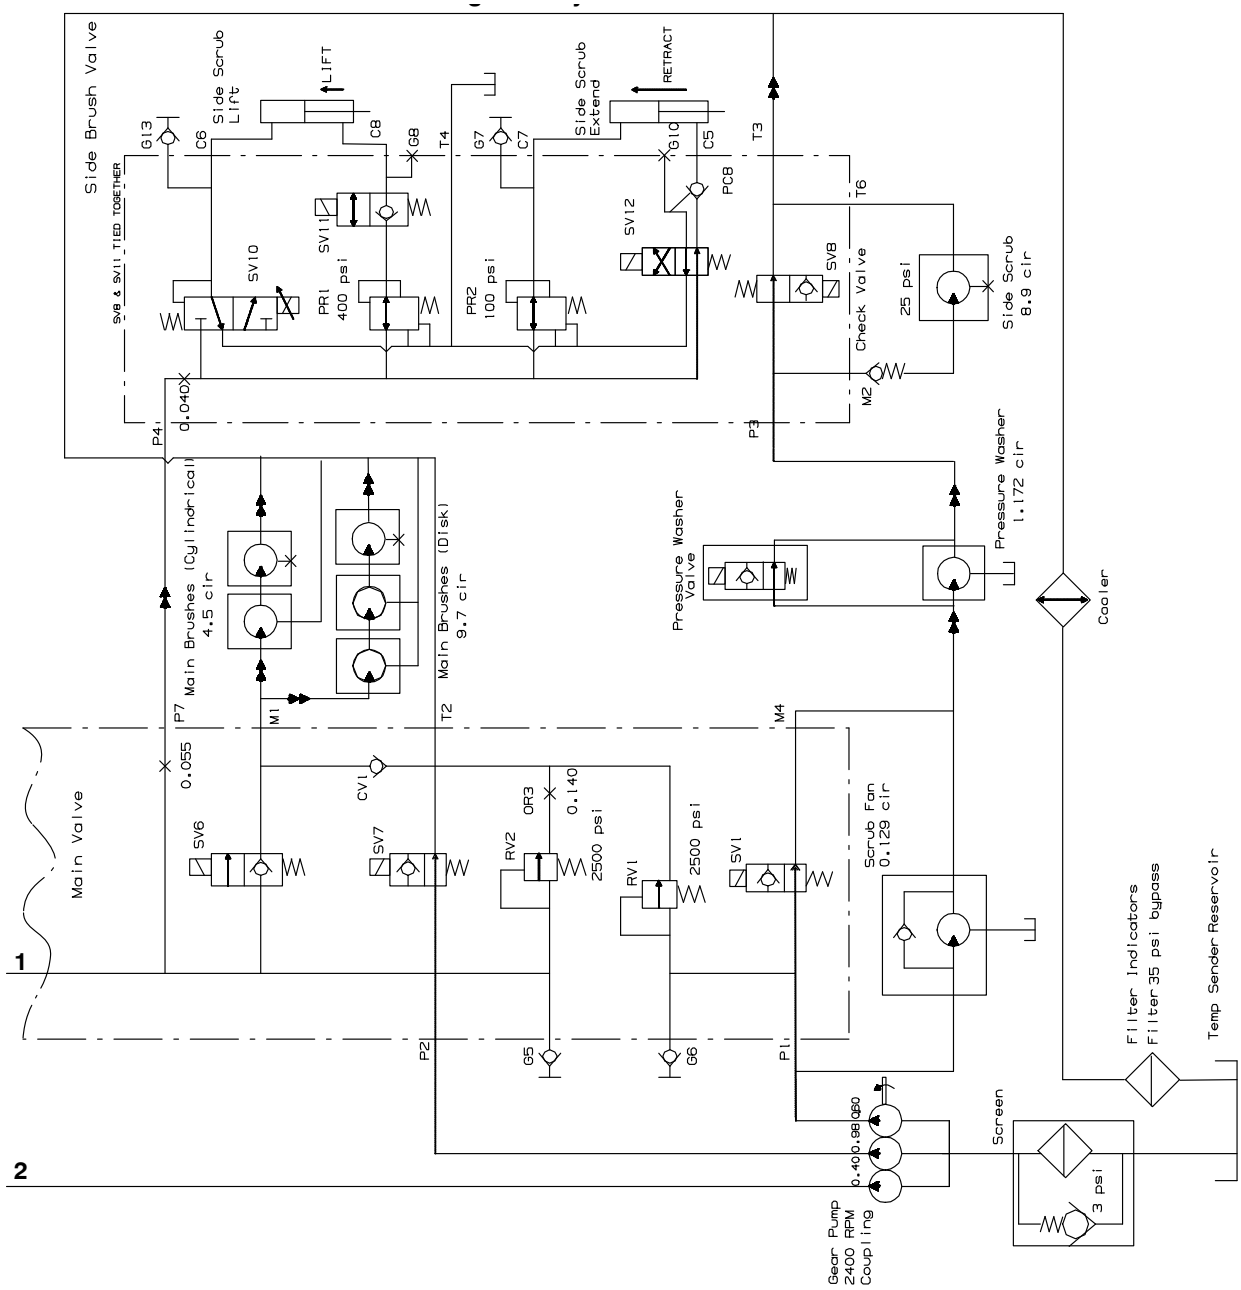 Side Brush Valve
SV8 & SV11 TIED TOGETHER
G13
C6
Side Scrub
Lift
LIFT
C8
G8
T4
G7
C7
Side Scrub
Extend
RETRACT
G10
C5
T3
PCB
T6
SV10
SV11
PR1
400 psi
PR2
100 psi
SV12
SV8
Check Valve
25 psi
Side Scrub
8.9 cir
M2
P4
0.040
P3
Main Brushes (Cylindrical)
4.5 cir
Main Brushes (Disk)
9.7 cir
Pressure Washer
Valve
Pressure Washer
1.172 cir
Cooler
P7
M1
T2
M4
Main Valve
0.055
SV6
CV1
SV7
OR3
0.140
RV2
2500 psi
RV1
2500 psi
SV1
Scrub Fan
0.129 cir
1
P2
G5
G6
P1
2
Gear Pump
2400 RPM
Coupling
Screen
3 psi
Filter Indicators
Filter 35 psi bypass
Temp Sender Reservoir